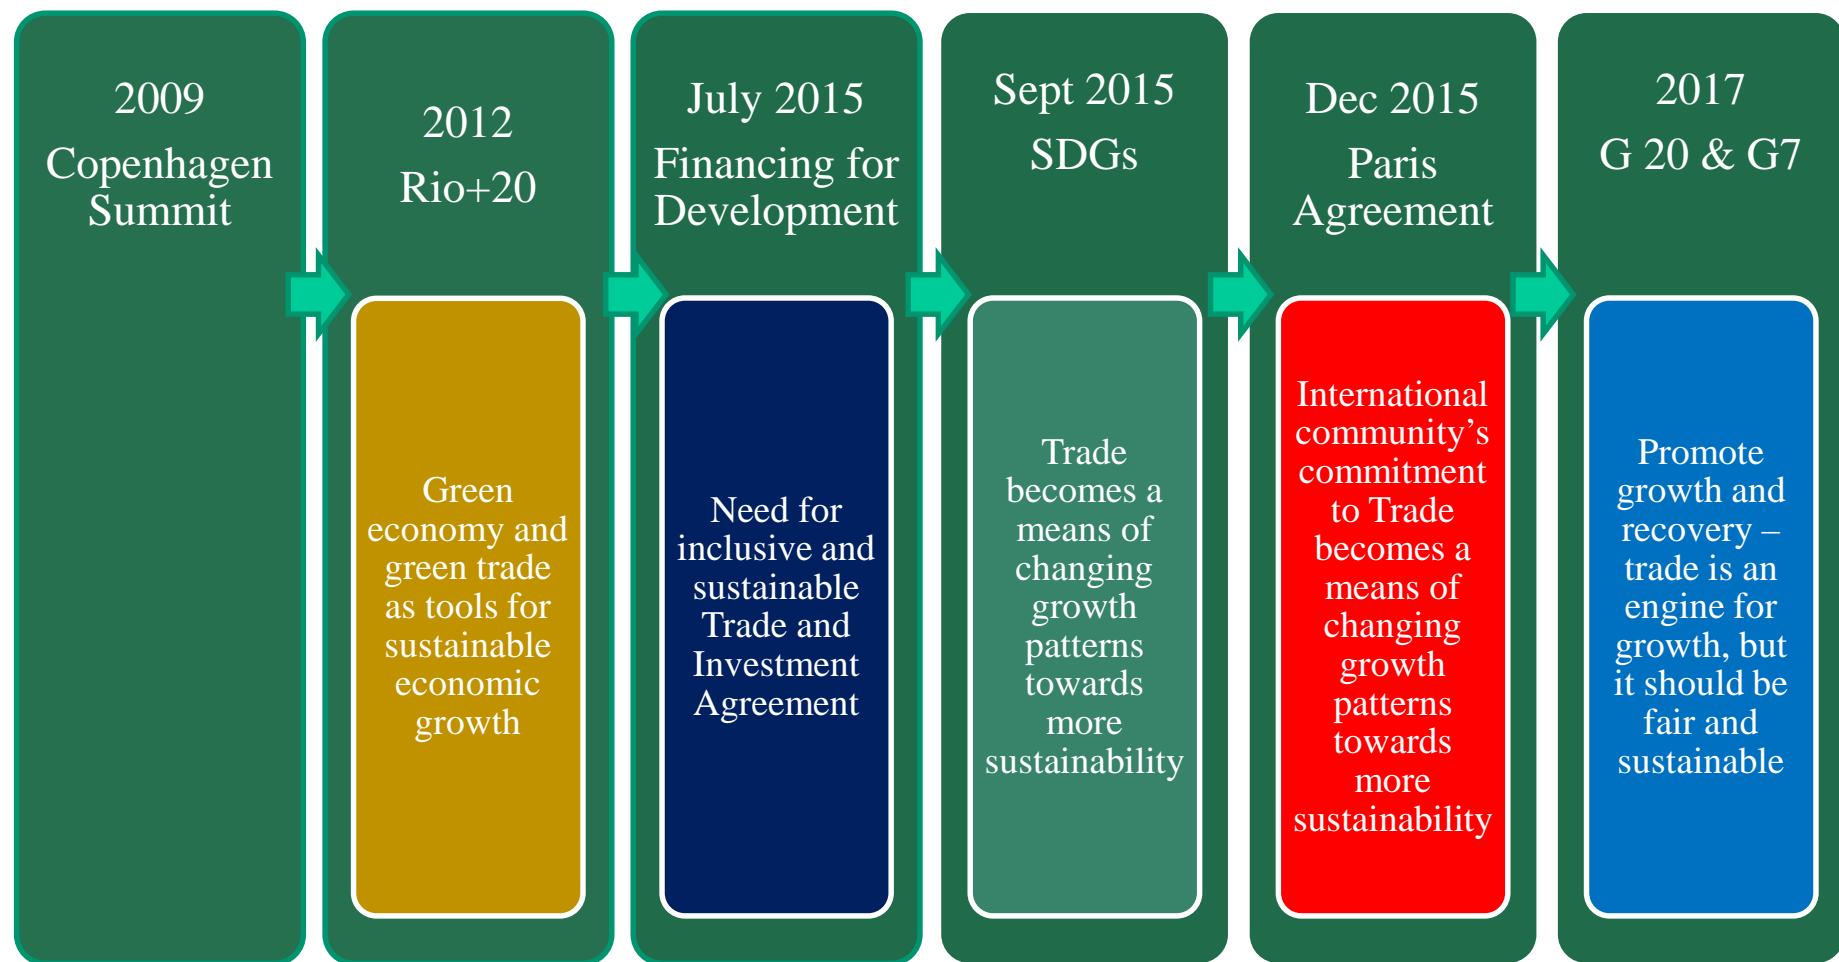 2009
Copenhagen
Summit
2012
Rio+20
Green
economy and
green trade
as tools for
sustainable
economic
growth
July 2015
Financing for
Development
Need for
inclusive and
sustainable
Trade and
Investment
Agreement
Sept 2015
SDGs
Trade
becomes a
means of
changing
growth
patterns
towards
more
sustainability
Dec 2015
Paris
Agreement
International
community’s
commitment
to Trade
becomes a
means of
changing
growth
patterns
towards
more
sustainability
2017
G 20 & G7
Promote
growth and
recovery –
trade is an
engine for
growth, but
it should be
fair and
sustainable